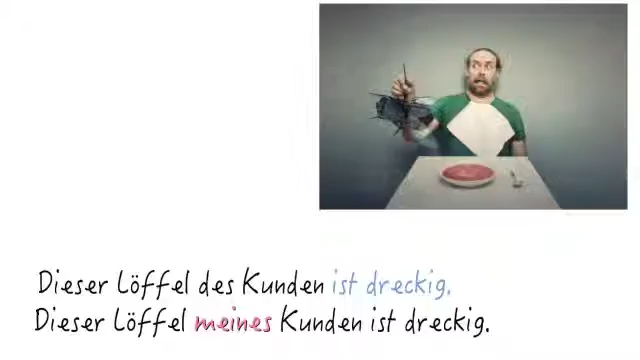 Dieser Löffel des Kunden ist dreckig.
Dieser Löffel meines Kunden ist dreckig.